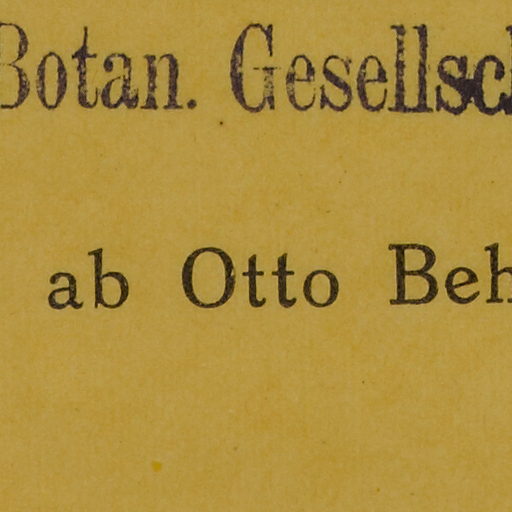 Botan. Gesellsc
ab Otto Beh